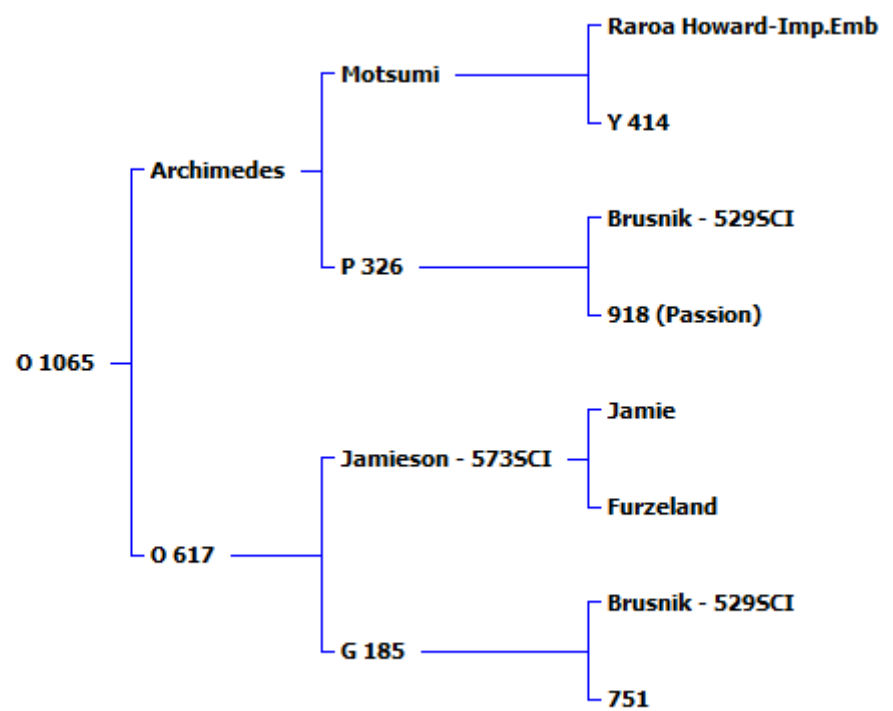 Raroa Howard-Imp.Emb
Motsumi
Y 414
Archimedes
Brusnik - 529SCI
P 326
918 (Passion)
O 1065
Jamie
Jamieson - 573SCI
Furzeland
O 617
Brusnik - 529SCI
G 185
751